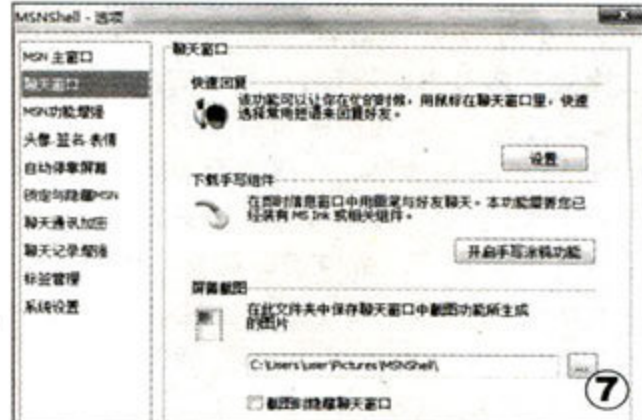 MSNShell - 选项
MSN 主窗口
聊天窗口
MSN功能增强
头像·签名·表情
自动停靠屏幕
锁定与隐藏MSN
聊天通讯加密
聊天记录增强
标签管理
系统设置
聊天窗口
快速回复
该功能可以让你在忙的时候，用鼠标在聊天窗口里，快速
选择常用短语来回复好友。
设置
下载手写组件
在即时信息窗口中用画笔与好友聊天。本功能需要您已
经装有 MS Ink 或相关组件。
开启手写涂鸦功能
屏幕截图
在此文件夹中保存聊天窗口中截图功能所生成
的图片
C:\Users\user\Pictures\MSNShell\
...
截图时隐藏聊天窗口
⑦